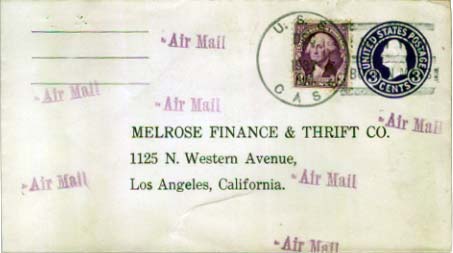 U.S.S.
Air Mail
UNITED STATES POSTAGE
3 3
CENTS
Air Mail
Air Mail
Air Mail
MELROSE FINANCE & THRIFT CO.
1125 N. Western Avenue,
Los Angeles, California.
Air Mail
Air Mail
Air Mail